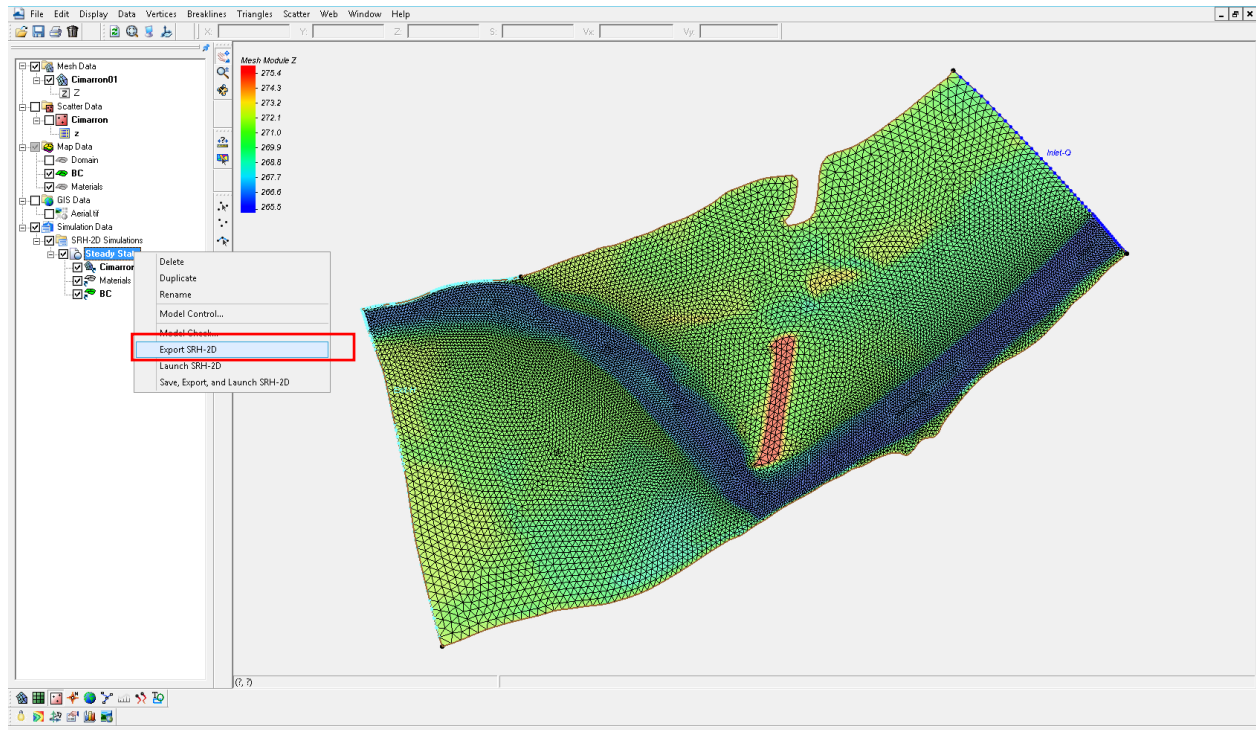 File Edit Display Data Vertices Breaklines Triangles Scatter Web Window Help
X: Y: Z: S: Vx: Vy:
Mesh Data
Cimarron01
Z Z
Scatter Data
Cimarron
z
Map Data
Domain
BC
Materials
GIS Data
Aerial.tif
Simulation Data
SRH-2D Simulations
Steady State
Cimarron
Materials
BC
Delete
Duplicate
Rename
Model Control...
Model Check...
Export SRH-2D
Launch SRH-2D
Save, Export, and Launch SRH-2D
Mesh Module Z
275.4
274.3
273.2
272.1
271.0
269.9
268.8
267.7
266.6
265.5
Inlet-Q
(?, ?)